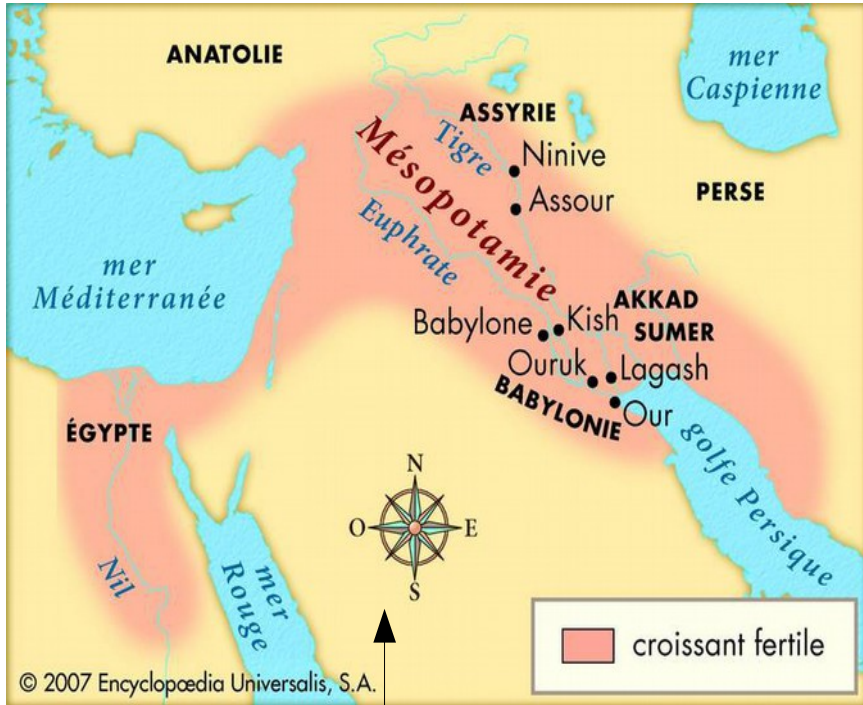 ANATOLIE
mer
Caspienne
ASSYRIE
Tigre
Ninive
Mésopotamie
Assour
PERSE
Euphrate
mer
Méditerranée
AKKAD
SUMER
Babylone
Kish
Ouruk
Lagash
BABYLONIE
Our
ÉGYPTE
golfe Persique
N
O
E
S
Nil
mer
Rouge
croissant fertile
© 2007 Encyclopædia Universalis, S.A.